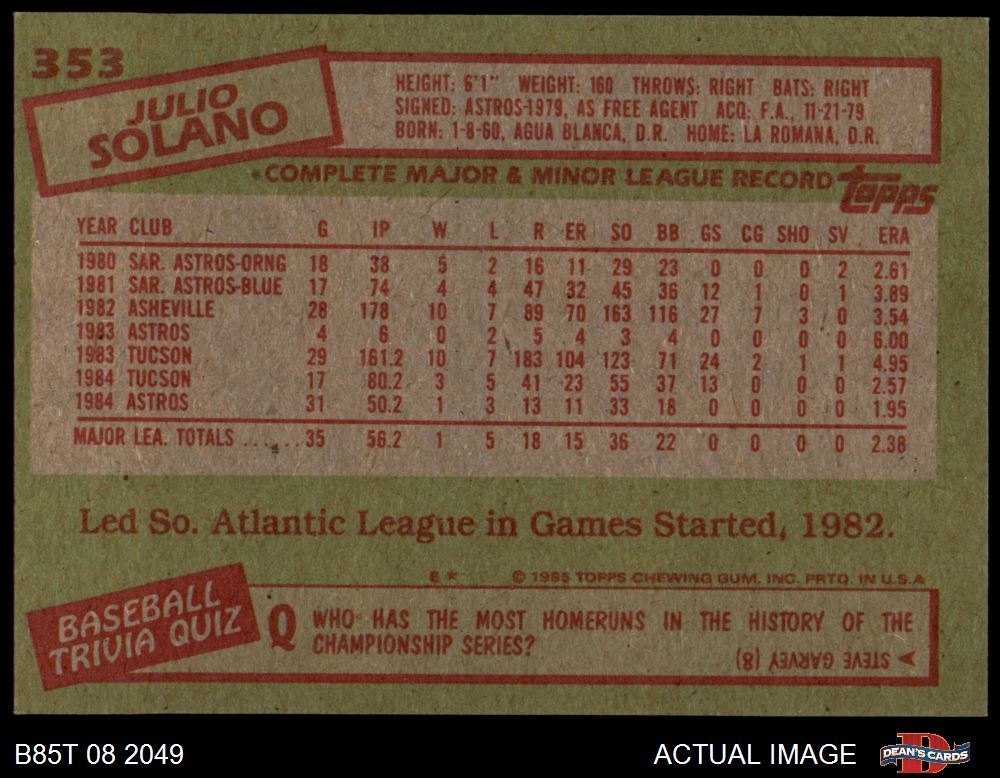 353
JULIO
SOLANO
HEIGHT: 6'1" WEIGHT: 160 THROWS: RIGHT BATS: RIGHT
SIGNED: ASTROS-1979, AS FREE AGENT ACQ: F.A., 11-21-79
BORN: 1-8-60, AGUA BLANCA, D.R. HOME: LA ROMANA, D.R.
COMPLETE MAJOR & MINOR LEAGUE RECORD topps
YEAR CLUB G IP W L R ER SO BB GS CG SHO SV ERA
1980 SAR. ASTROS-ORNG 18 38 5 2 16 11 29 23 0 0 0 2 2.61
1981 SAR. ASTROS-BLUE 17 74 4 4 47 32 45 36 12 1 0 1 3.89
1982 ASHEVILLE 28 178 10 7 89 70 163 116 27 7 3 0 3.54
1983 ASTROS 4 6 0 2 5 4 3 4 0 0 0 0 6.00
1983 TUCSON 29 161.2 10 7 183 104 123 71 24 2 1 1 4.95
1984 TUCSON 17 80.2 3 5 41 23 55 37 13 0 0 0 2.57
1984 ASTROS 31 50.2 1 3 13 11 33 18 0 0 0 0 1.95
MAJOR LEA. TOTALS ...... 35 56.2 1 5 18 15 36 22 0 0 0 0 2.38
Led So. Atlantic League in Games Started, 1982.
E* © 1985 TOPPS CHEWING GUM, INC. PRTD. IN U.S.A
BASEBALL
TRIVIA QUIZ
Q WHO HAS THE MOST HOMERUNS IN THE HISTORY OF THE
CHAMPIONSHIP SERIES?
STEVE GARVEY (8)
B85T 08 2049
ACTUAL IMAGE
D
DEAN'S CARDS